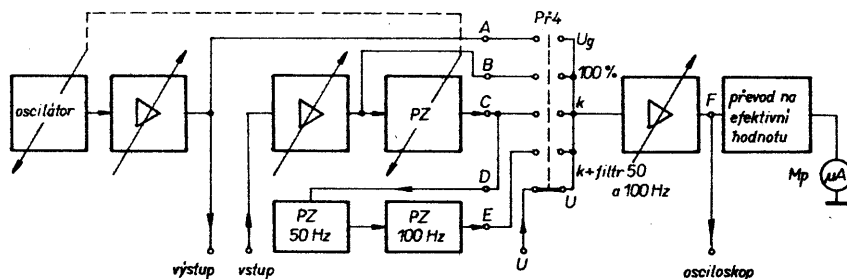 Př4
A
Ug
B
100%
oscilátor
C
PZ
k
F
převod na
efektivní
hodnotu
D
k+filtr 50
a 100 Hz
Mp
µA
PZ
50 Hz
PZ
100 Hz
E
U
U
výstup
vstup
osciloskop